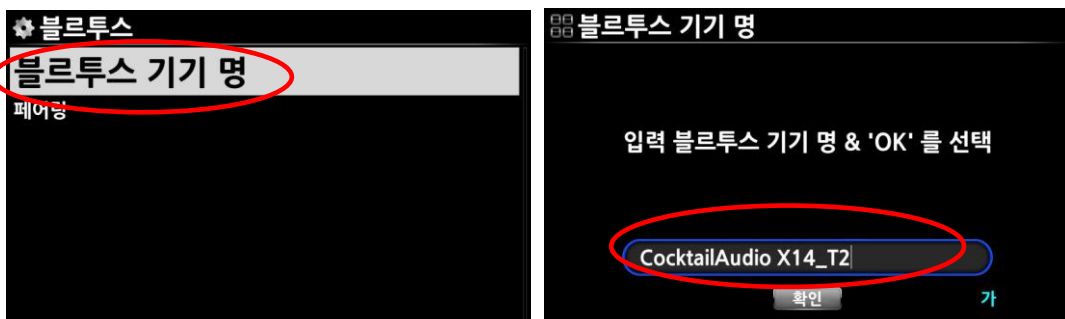 블르투스
블르투스 기기 명
페어링
블르투스 기기 명
입력 블르투스 기기 명 & 'OK' 를 선택
CocktailAudio X14_T2
확인
가